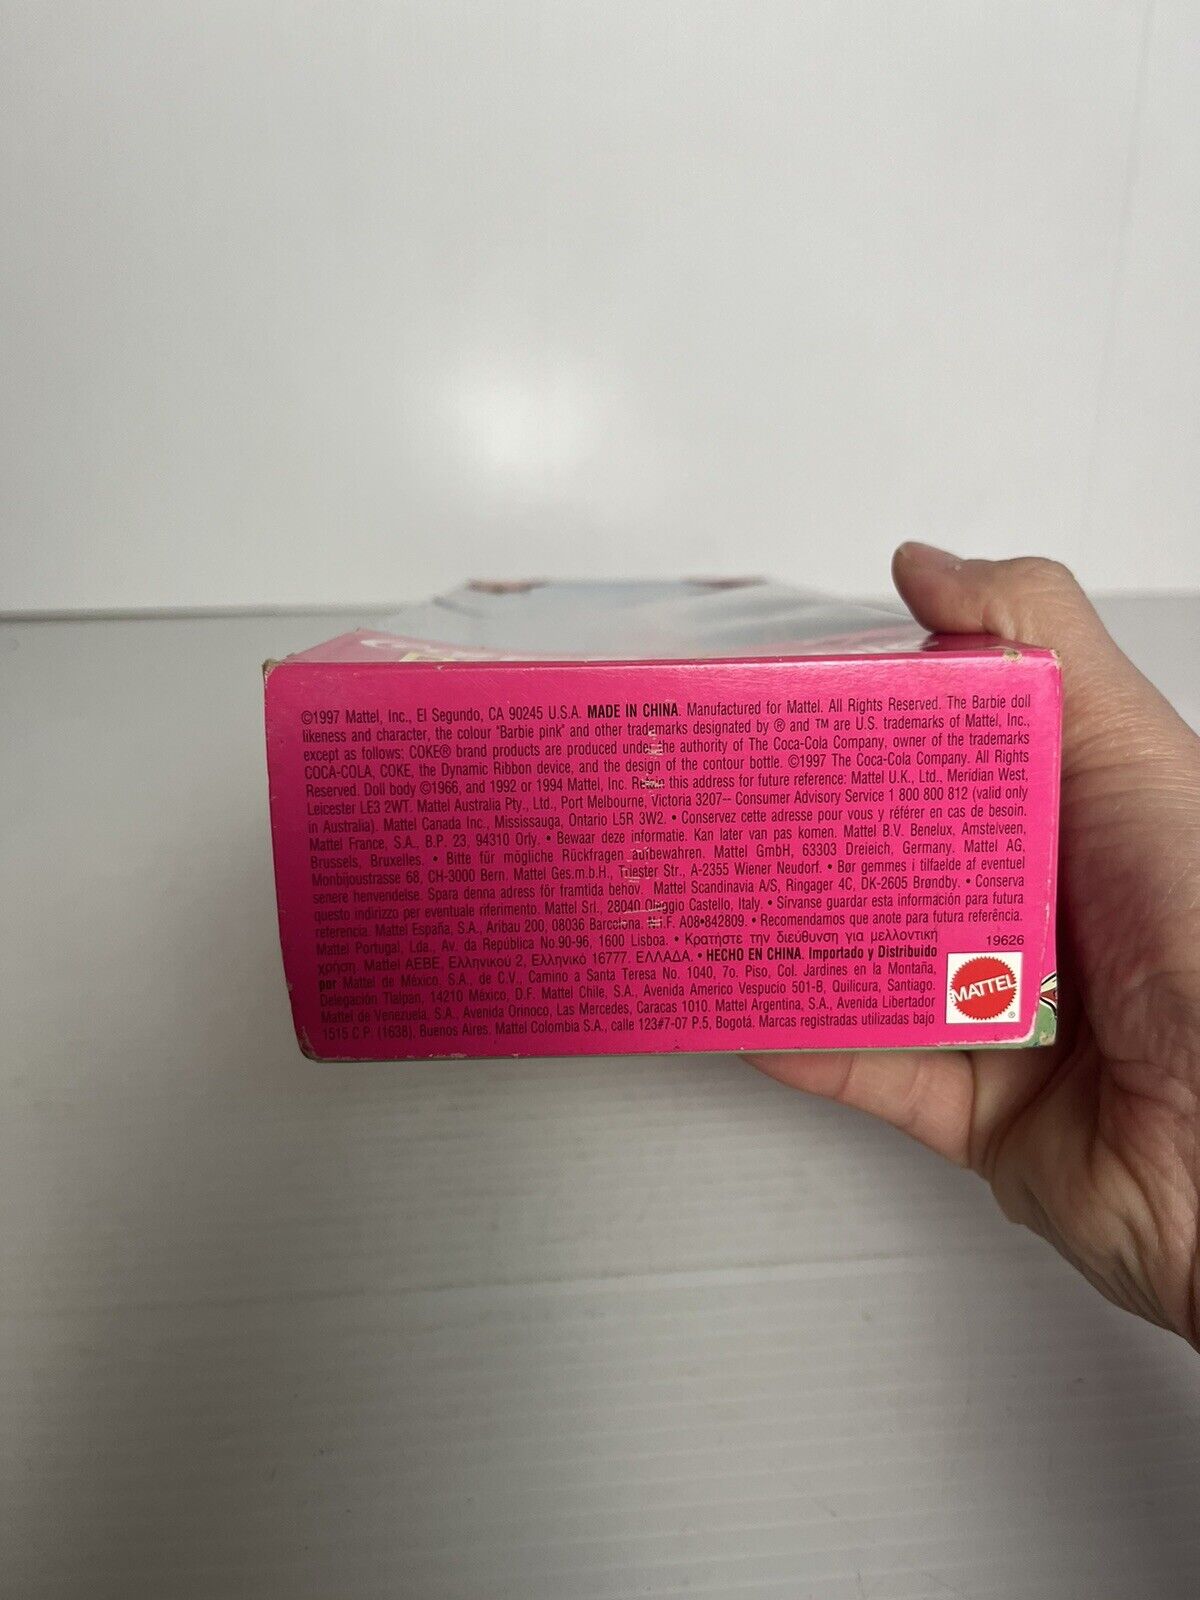 ©1997 Mattel, Inc., El Segundo, CA 90245 U.S.A. MADE IN CHINA. Manufactured for Mattel. All Rights Reserved. The Barbie doll
likeness and character, the colour "Barbie pink" and other trademarks designated by ® and ™ are U.S. trademarks of Mattel, Inc.,
except as follows: COKE® brand products are produced under the authority of The Coca-Cola Company, owner of the trademarks
COCA-COLA, COKE, the Dynamic Ribbon device, and the design of the contour bottle. ©1997 The Coca-Cola Company. All Rights
Reserved. Doll body ©1966, and 1992 or 1994 Mattel, Inc. Retain this address for future reference: Mattel U.K., Ltd., Meridian West,
Leicester LE3 2WT. Mattel Australia Pty., Ltd., Port Melbourne, Victoria 3207-- Consumer Advisory Service 1 800 800 812 (valid only
in Australia). Mattel Canada Inc., Mississauga, Ontario L5R 3W2. • Conservez cette adresse pour vous y référer en cas de besoin.
Mattel France, S.A., B.P. 23, 94310 Orly. • Bewaar deze informatie. Kan later van pas komen. Mattel B.V. Benelux, Amstelveen,
Brussels, Bruxelles. • Bitte für mögliche Rückfragen aufbewahren. Mattel GmbH, 63303 Dreieich, Germany. Mattel AG,
Monbijoustrasse 68, CH-3000 Bern. Mattel Ges.m.b.H., Triester Str., A-2355 Wiener Neudorf. • Bør gemmes i tilfaelde af eventuel
senere henvendelse. Spara denna adress för framtida behov. Mattel Scandinavia A/S, Ringager 4C, DK-2605 Brøndby. • Conserva
questo indirizzo per eventuale riferimento. Mattel Srl., 28040 Oleggio Castello, Italy. • Sírvanse guardar esta información para futura
referencia. Mattel España, S.A., Aribau 200, 08036 Barcelona. N.I.F. A08•842809. • Recomendamos que anote para futura referência.
Mattel Portugal, Lda., Av. da República No.90-96, 1600 Lisboa. • Κρατήστε την διεύθυνση για μελλοντική
χρήση. Mattel AEBE, Ελληνικού 2, Ελληνικό 16777. ΕΛΛΑΔΑ. • HECHO EN CHINA. Importado y Distribuido
por Mattel de México, S.A., de C.V., Camino a Santa Teresa No. 1040, 7o. Piso, Col. Jardines en la Montaña,
Delegación Tlalpan, 14210 México, D.F. Mattel Chile, S.A., Avenida Americo Vespucio 501-B, Quilicura, Santiago.
Mattel de Venezuela, S.A., Avenida Orinoco, Las Mercedes, Caracas 1010. Mattel Argentina, S.A., Avenida Libertador
1515 C.P. (1638), Buenos Aires. Mattel Colombia S.A., calle 123#7-07 P.5, Bogotá. Marcas registradas utilizadas bajo
19626
MATTEL
®